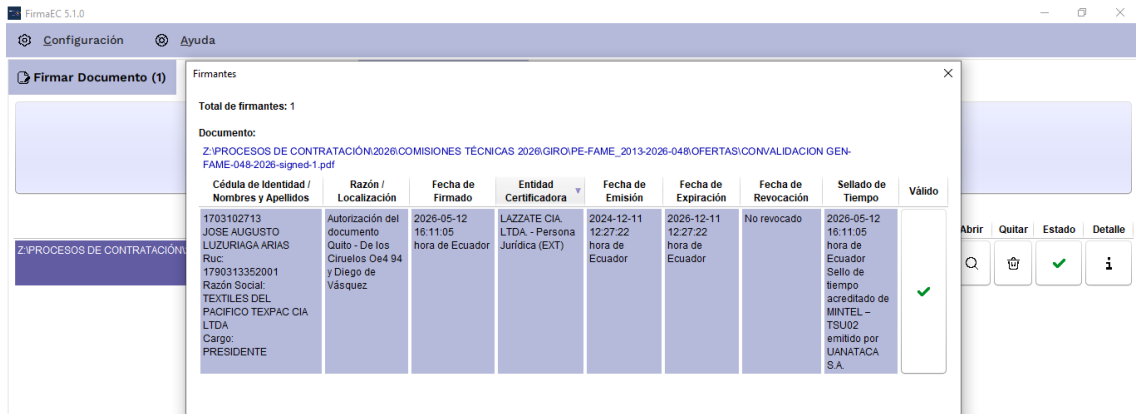 FirmaEC 5.1.0
Configuración Ayuda
Firmar Documento (1)
Firmantes
Total de firmantes: 1
Documento:
Z:\PROCESOS DE CONTRATACIÓN\2026\COMISIONES TÉCNICAS 2026\GIRO\PE-FAME_2013-2026-048\OFERTAS\CONVALIDACION GEN-
FAME-048-2026-signed-1.pdf
Cédula de Identidad /
Nombres y Apellidos
Razón /
Localización
Fecha de
Firmado
Entidad
Certificadora
Fecha de
Emisión
Fecha de
Expiración
Fecha de
Revocación
Sellado de
Tiempo
Válido
1703102713
JOSE AUGUSTO
LUZURIAGA ARIAS
Ruc:
1790313352001
Razón Social:
TEXTILES DEL
PACIFICO TEXPAC CIA
LTDA
Cargo:
PRESIDENTE
Autorización del
documento
Quito - De los
Ciruelos Oe4 94
y Diego de
Vásquez
2026-05-12
16:11:05
hora de Ecuador
LAZZATE CIA.
LTDA. - Persona
Jurídica (EXT)
2024-12-11
12:27:22
hora de
Ecuador
2026-12-11
12:27:22
hora de
Ecuador
No revocado
2026-05-12
16:11:05
hora de
Ecuador
Sello de
tiempo
acreditado de
MINTEL –
TSU02
emitido por
UANATACA
S.A.
Abrir Quitar Estado Detalle
Z:\PROCESOS DE CONTRATACIÓN\